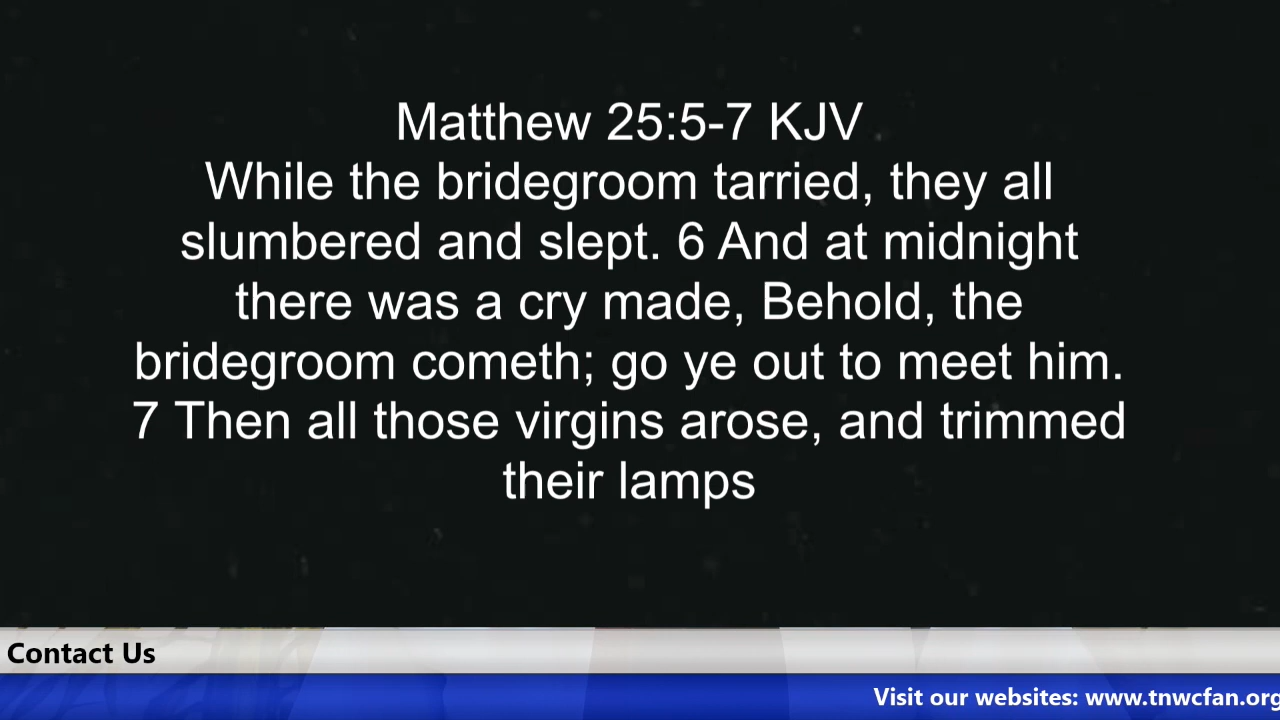 Matthew 25:5-7 KJV
While the bridegroom tarried, they all
slumbered and slept. 6 And at midnight
there was a cry made, Behold, the
bridegroom cometh; go ye out to meet him.
7 Then all those virgins arose, and trimmed
their lamps
Contact Us
Visit our websites: www.tnwcfan.org